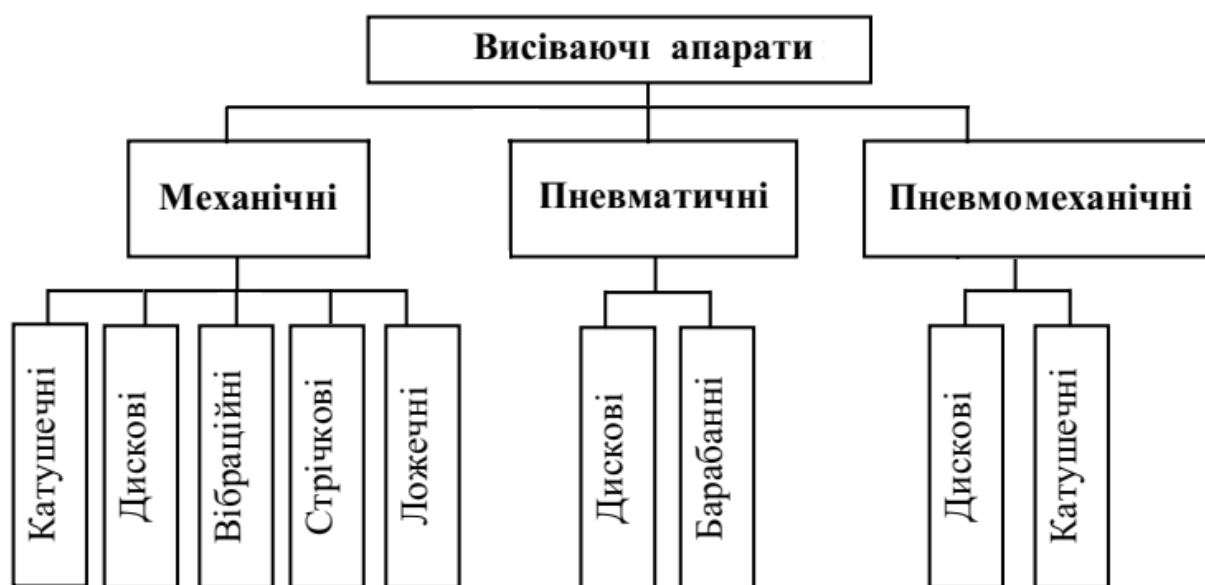 Висіваючі апарати
Механічні
Пневматичні
Пневмомеханічні
Катушечні
Дискові
Вібраційні
Стрічкові
Ложечні
Дискові
Барабанні
Дискові
Катушечні